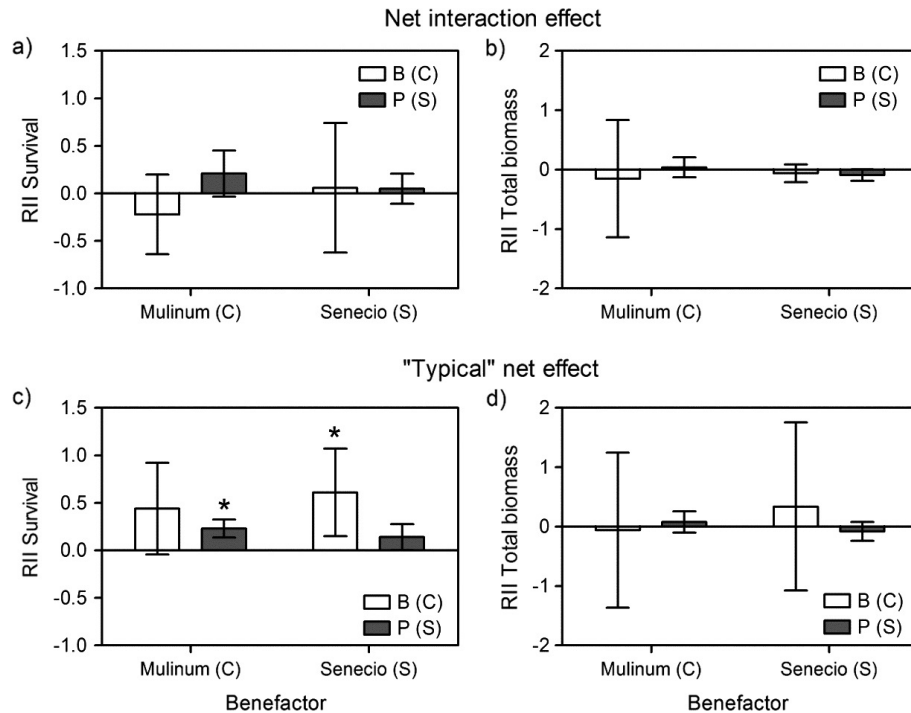 Net interaction effect
a)
1.5
1.0
0.5
0.0
-0.5
-1.0
RII Survival
B (C)
P (S)
Mulinum (C)
Senecio (S)
b)
2
1
0
-1
-2
RII Total biomass
B (C)
P (S)
Mulinum (C)
Senecio (S)
"Typical" net effect
c)
1.5
1.0
0.5
0.0
-0.5
-1.0
RII Survival
*
*
B (C)
P (S)
Mulinum (C)
Senecio (S)
Benefactor
d)
2
1
0
-1
-2
RII Total biomass
B (C)
P (S)
Mulinum (C)
Senecio (S)
Benefactor